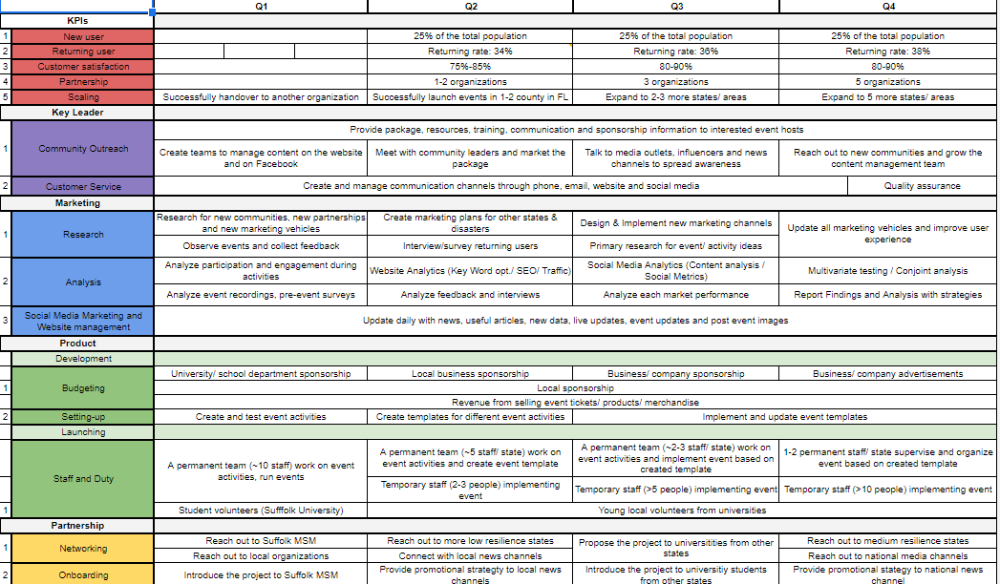 Q1 Q2 Q3 Q4
KPIs
1 New user 25% of the total population 25% of the total population 25% of the total population
2 Returning user Returning rate: 34% Returning rate: 36% Returning rate: 38%
3 Customer satisfaction 75%-85% 80-90% 80-90%
4 Partnership 1-2 organizations 3 organizations 5 organizations
5 Scaling Successfully handover to another organization Successfully launch events in 1-2 county in FL Expand to 2-3 more states/ areas Expand to 5 more states/ areas
Key Leader
Provide package, resources, training, communication and sponsorship information to interested event hosts
1 Community Outreach
Create teams to manage content on the website
and on Facebook
Meet with community leaders and market the
package
Talk to media outlets, influencers and news
channels to spread awareness
Reach out to new communities and grow the
content management team
2 Customer Service Create and manage communication channels through phone, email, website and social media Quality assurance
Marketing
1 Research
Research for new communities, new partnerships
and new marketing vehicles
Create marketing plans for other states &
disasters
Design & Implement new marketing channels
Update all marketing vehicles and improve user
experience
Observe events and collect feedback Interview/survey returning users Primary research for event/ activity ideas
2 Analysis
Analyze participation and engagement during
activities
Website Analytics (Key Word opt./ SEO/ Traffic)
Social Media Analytics (Content analysis /
Social Metrics)
Multivariate testing / Conjoint analysis
Analyze event recordings, pre-event surveys Analyze feedback and interviews Analyze each market performance Report Findings and Analysis with strategies
3 Social Media Marketing and
Website management
Update daily with news, useful articles, new data, live updates, event updates and post event images
Product
Development
University/ school department sponsorship Local business sponsorship Business/ company sponsorship Business/ company advertisements
1 Budgeting Local sponsorship
Revenue from selling event tickets/ products/ merchandise
2 Setting-up Create and test event activities Create templates for different event activities Implement and update event templates
Launching
Staff and Duty
A permanent team (~10 staff) work on event
activities, run events
A permanent team (~5 staff/ state) work on
event activities and create event template
A permanent team (~2-3 staff/ state) work on
event activities and implement event based on
created template
1-2 permanent staff/ state supervise and organize
event based on created template
Temporary staff (2-3 people) implementing
event
Temporary staff (>5 people) implementing event
Temporary staff (>10 people) implementing event
1 Student volunteers (Sufffolk University) Young local volunteers from universities
Partnership
1 Networking
Reach out to Suffolk MSM
Reach out to more low resilience states
Propose the project to universitities from other
states
Reach out to medium resilience states
Reach out to local organizations Connect with local news channels Reach out to national media channels
2 Onboarding Introduce the project to Suffolk MSM
Provide promotional strategty to local news
channels
Introduce the project to universitiy students
from other states
Provide promotional stategy to national news
channel